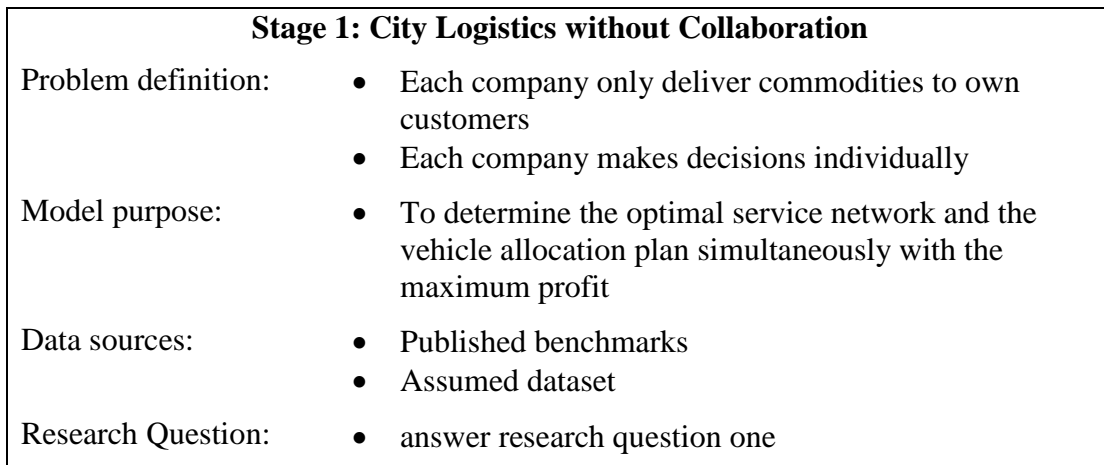 Stage 1: City Logistics without Collaboration
Problem definition: • Each company only deliver commodities to own
customers
• Each company makes decisions individually
Model purpose: • To determine the optimal service network and the
vehicle allocation plan simultaneously with the
maximum profit
Data sources: • Published benchmarks
• Assumed dataset
Research Question: • answer research question one